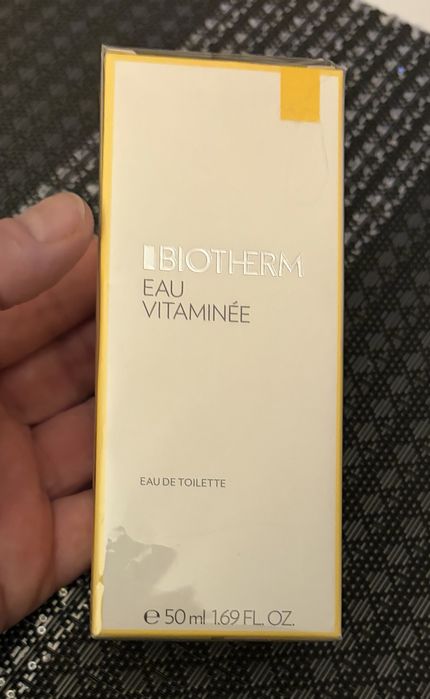 BIOTHERM
EAU
VITAMINÉE
EAU DE TOILETTE
℮ 50 ml 1.69 FL. OZ.